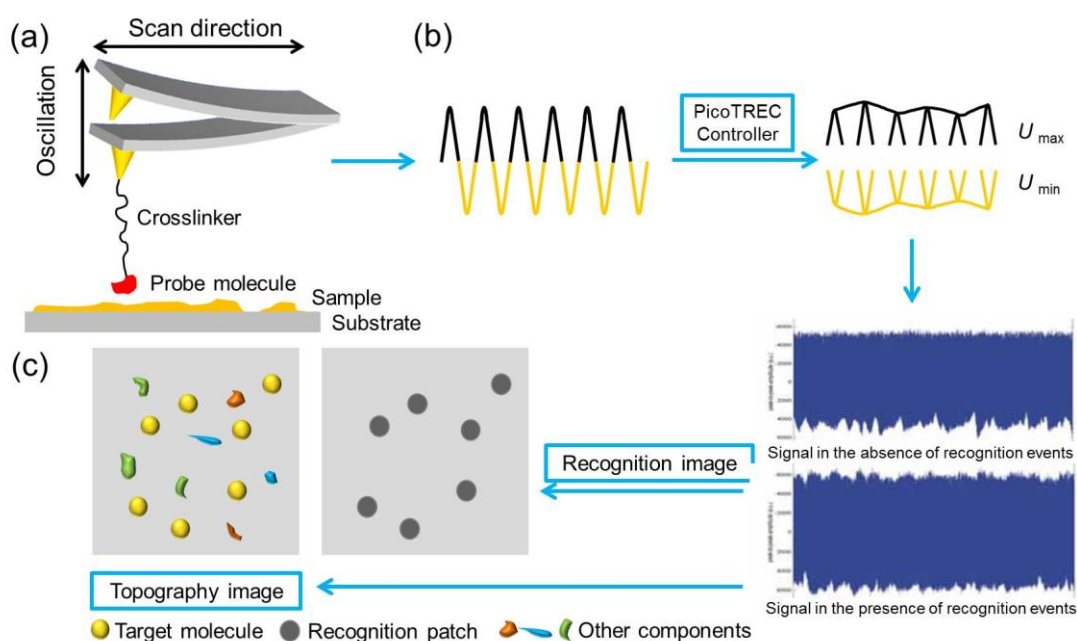 (a)
Scan direction
Oscillation
Crosslinker
Probe molecule
Sample
Substrate
(b)
PicoTREC
Controller
U max
U min
Signal in the absence of recognition events
Signal in the presence of recognition events
(c)
Recognition image
Topography image
Target molecule
Recognition patch
Other components